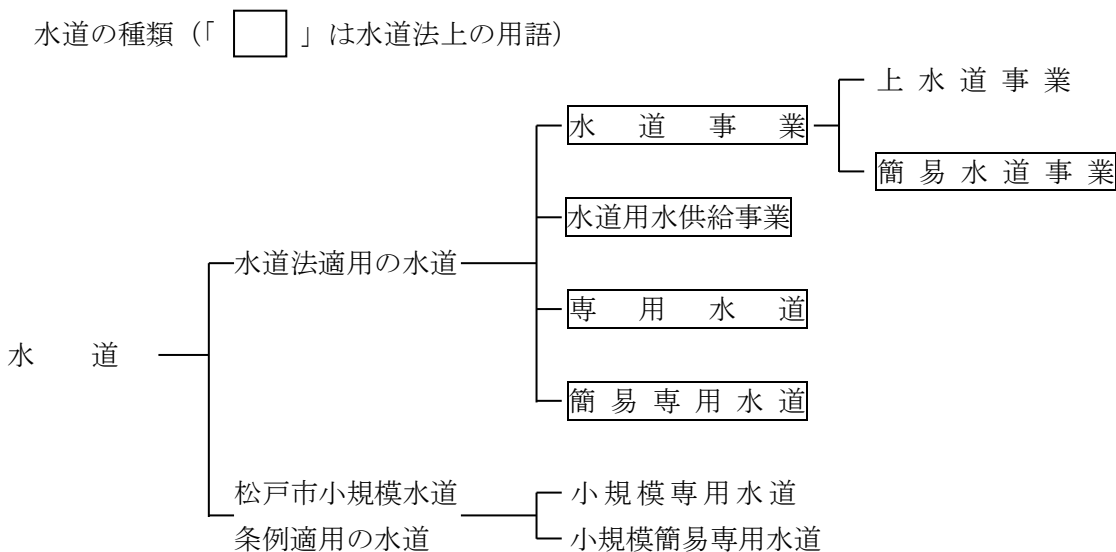 水道の種類(「 」は水道法上の用語)
上水道事業
水道事業
簡易水道事業
水道用水供給事業
水道法適用の水道
専用水道
水道
簡易専用水道
松戸市小規模水道
条例適用の水道
小規模専用水道
小規模簡易専用水道